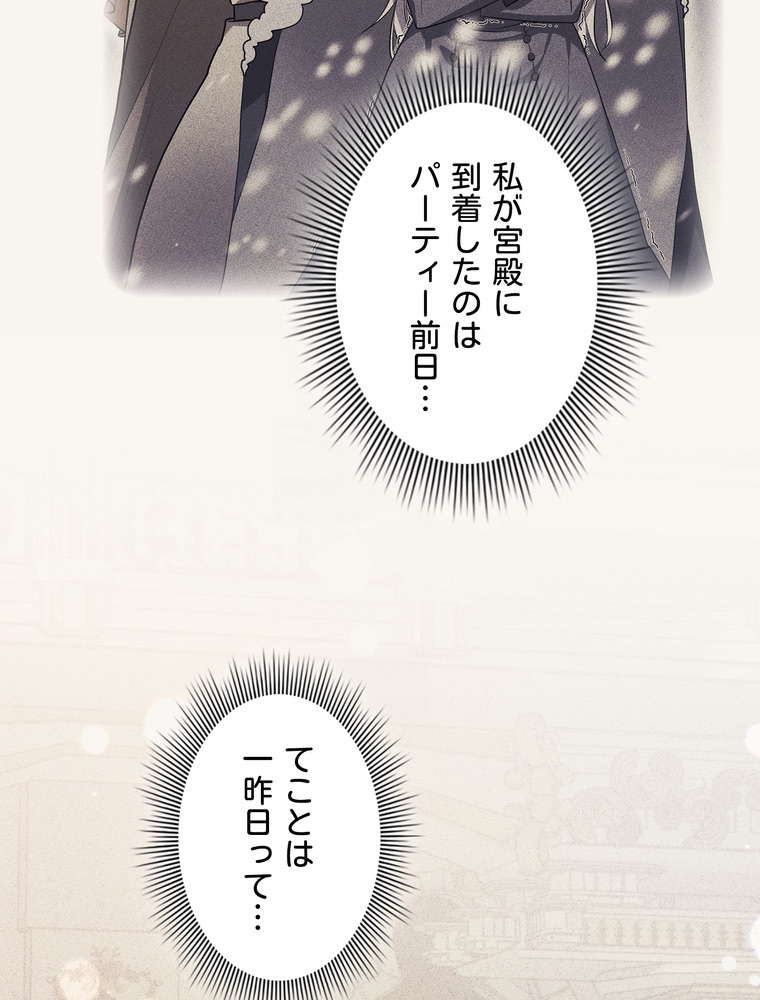 私が宮殿に
到着したのは
パーティー前日…
てことは
一昨日って…